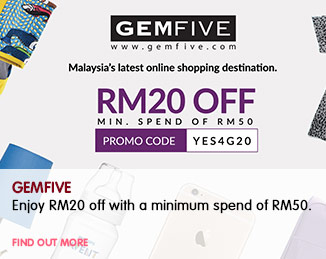 GEMFIVE
www.gemfive.com
Malaysia's latest online shopping destination.
RM20 OFF
MIN. SPEND OF RM50
PROMO CODE YES4G20
AVENT
GEMFIVE
Enjoy RM20 off with a minimum spend of RM50.
FIND OUT MORE